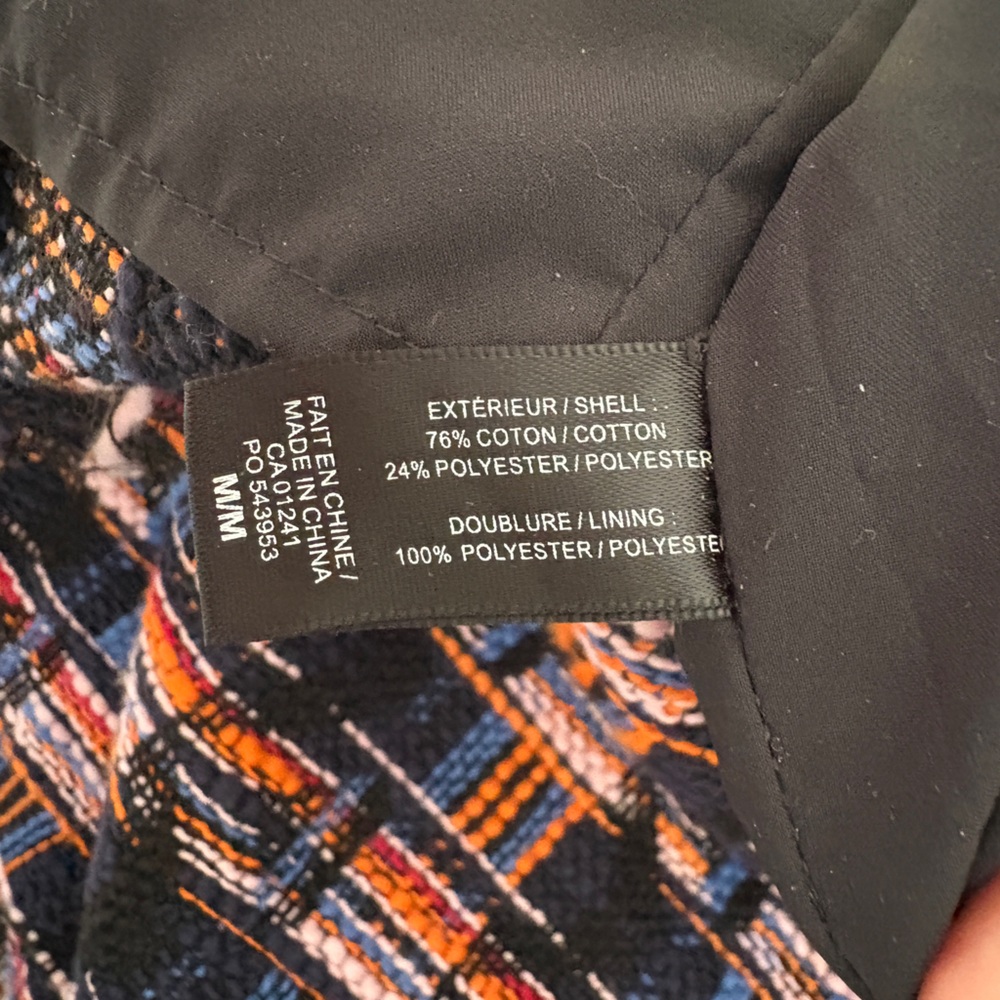 EXTÉRIEUR / SHELL :
76% COTON / COTTON
24% POLYESTER / POLYESTER
DOUBLURE / LINING :
100% POLYESTER / POLYESTE
FAIT EN CHINE /
MADE IN CHINA
CA 01241
PO 543953
M/M